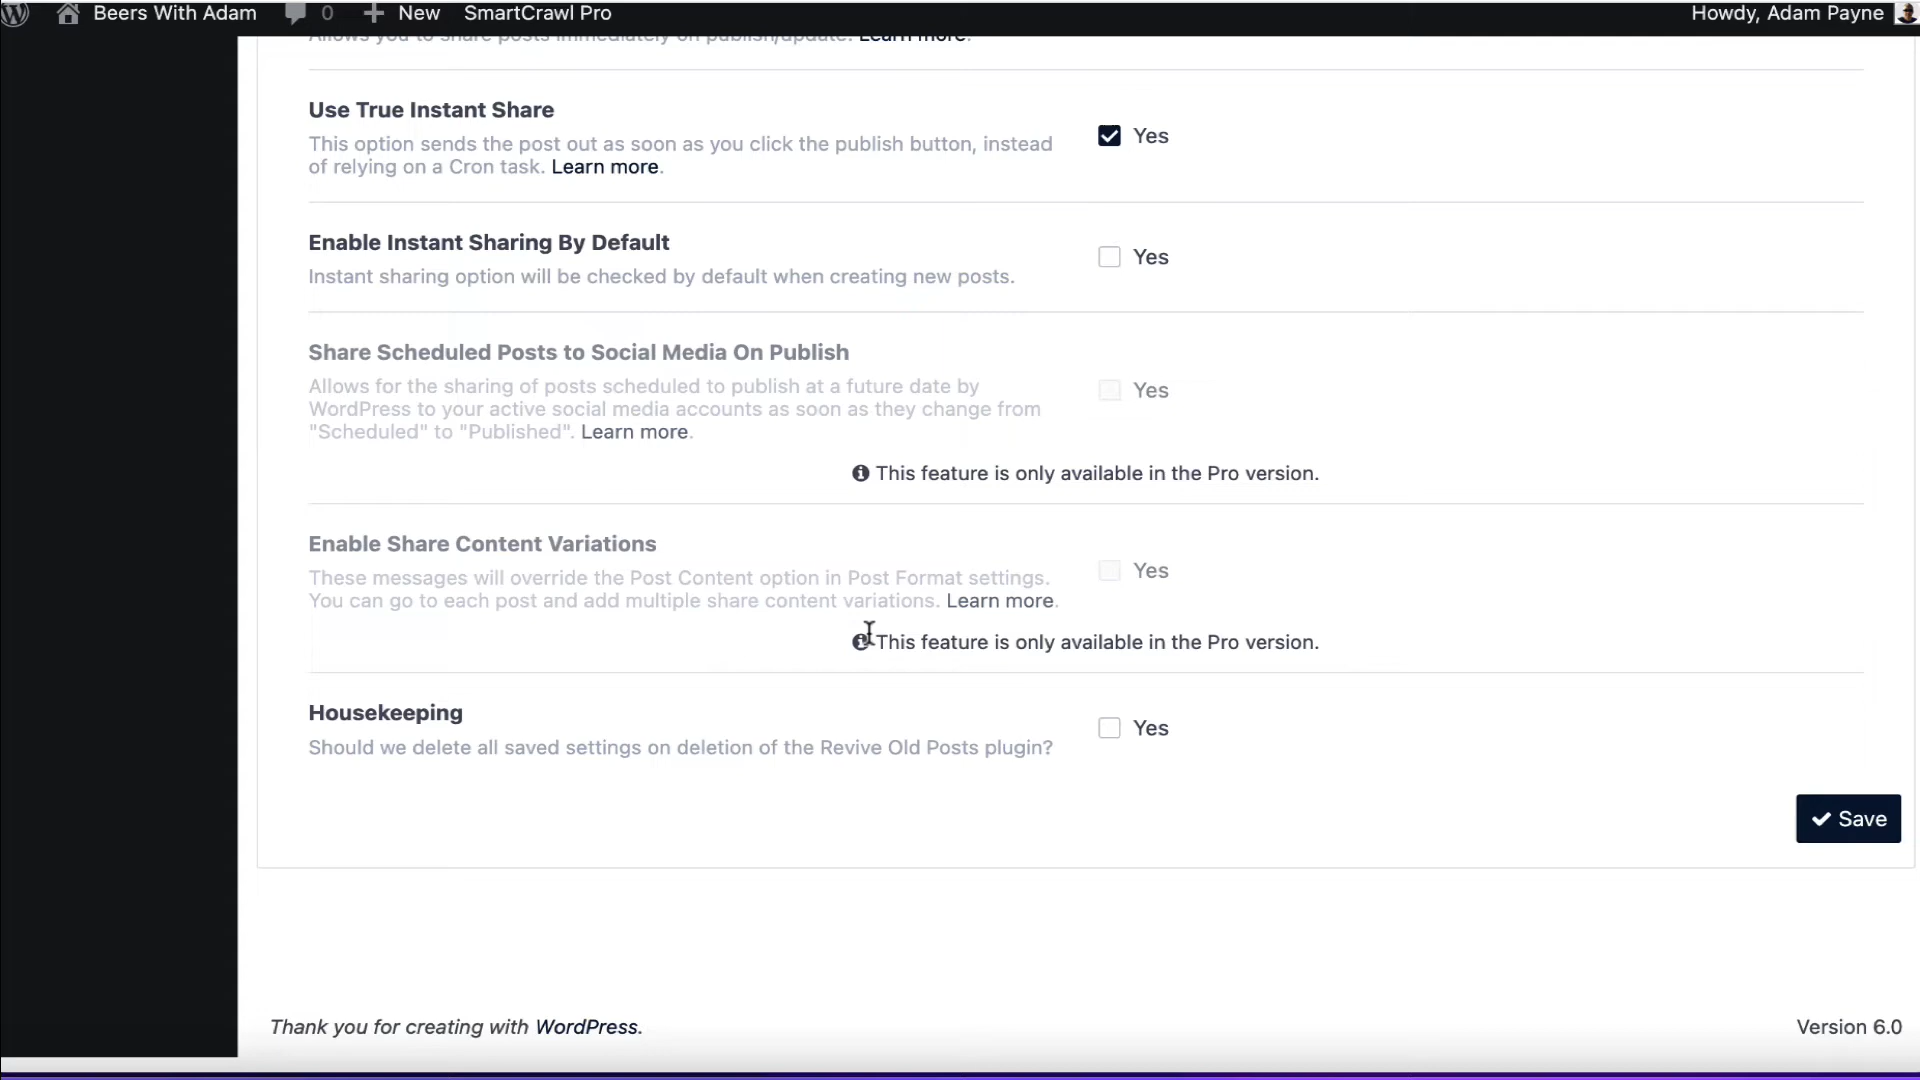 Beers With Adam 0 New SmartCrawl Pro Howdy, Adam Payne
Allows you to share posts immediately on publish/update. Learn more.
Use True Instant Share
This option sends the post out as soon as you click the publish button, instead
of relying on a Cron task. Learn more.
Yes
Enable Instant Sharing By Default
Instant sharing option will be checked by default when creating new posts.
Yes
Share Scheduled Posts to Social Media On Publish
Allows for the sharing of posts scheduled to publish at a future date by
WordPress to your active social media accounts as soon as they change from
"Scheduled" to "Published". Learn more.
Yes
This feature is only available in the Pro version.
Enable Share Content Variations
These messages will override the Post Content option in Post Format settings.
You can go to each post and add multiple share content variations. Learn more.
Yes
This feature is only available in the Pro version.
Housekeeping
Should we delete all saved settings on deletion of the Revive Old Posts plugin?
Yes
Save
Thank you for creating with WordPress.
Version 6.0